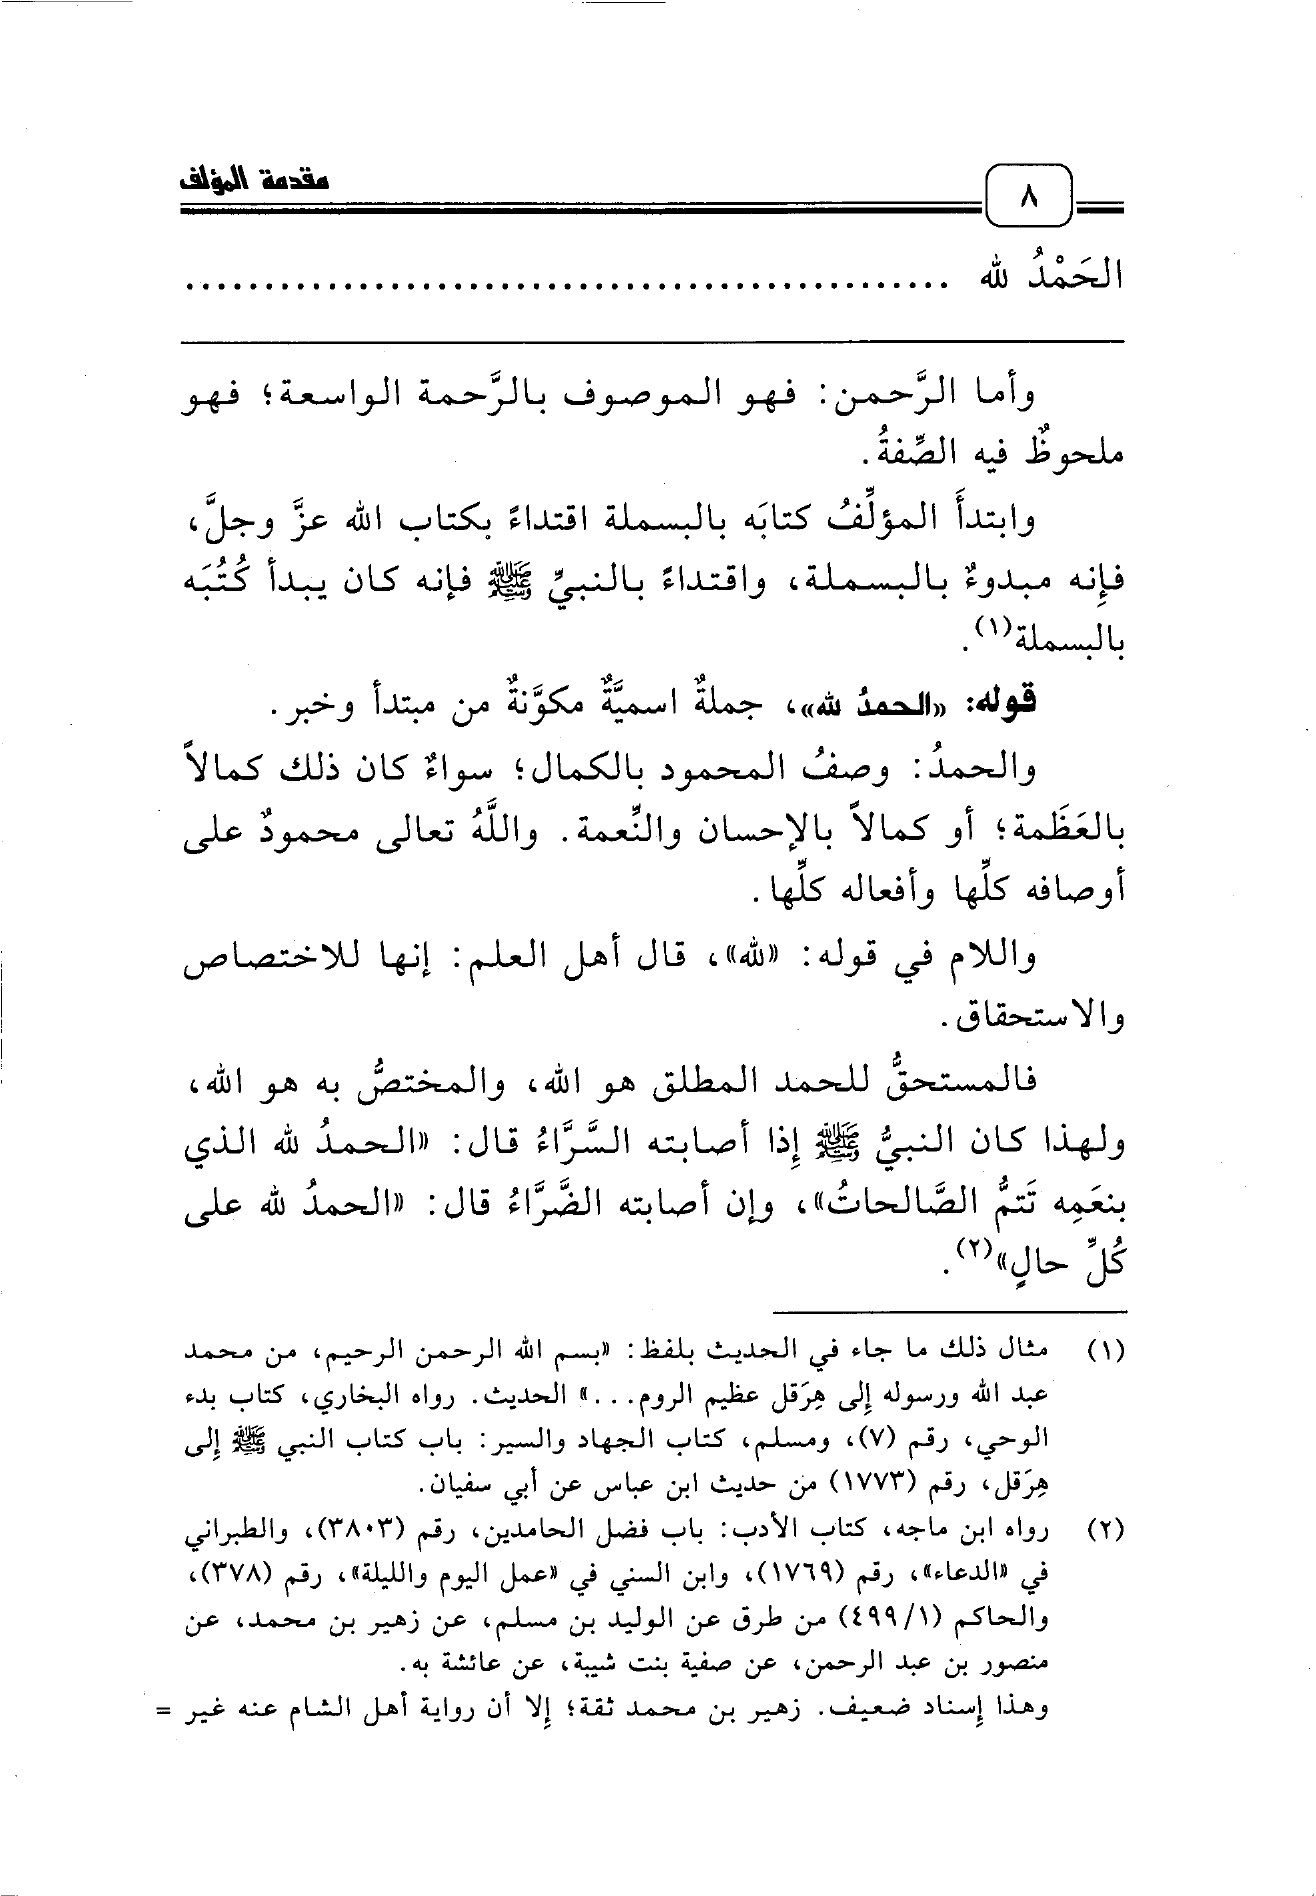 مقدمة المؤلف
٨
الحَمْدُ لله ................................................
وأما الرَّحمن: فهو الموصوف بالرَّحمة الواسعة؛ فهو
ملحوظٌ فيه الصِّفةُ.
وابتدأَ المؤلِّفُ كتابَه بالبسملة اقتداءً بكتاب الله عزَّ وجلَّ،
فإِنه مبدوءٌ بالبسملة، واقتداءً بالنبيِّ ﷺ فإنه كان يبدأ كُتُبَه
بالبسملة(١).
قوله: «الحمدُ لله»، جملةٌ اسميَّةٌ مكوَّنةٌ من مبتدأ وخبر.
والحمدُ: وصفُ المحمود بالكمال؛ سواءٌ كان ذلك كمالاً
بالعَظَمة؛ أو كمالاً بالإحسان والنِّعمة. واللَّهُ تعالى محمودٌ على
أوصافه كلِّها وأفعاله كلِّها.
واللام في قوله: «لله»، قال أهل العلم: إنها للاختصاص
والاستحقاق.
فالمستحقُّ للحمد المطلق هو الله، والمختصُّ به هو الله،
ولهذا كان النبيُّ ﷺ إِذا أصابته السَّرَّاءُ قال: «الحمدُ لله الذي
بنعَمِه تَتمُّ الصَّالحاتُ»، وإن أصابته الضَّرَّاءُ قال: «الحمدُ لله على
كُلِّ حالٍ»(٢).
(١) مثال ذلك ما جاء في الحديث بلفظ: «بسم الله الرحمن الرحيم، من محمد
عبد الله ورسوله إِلى هِرَقل عظيم الروم...» الحديث. رواه البخاري، كتاب بدء
الوحي، رقم (٧)، ومسلم، كتاب الجهاد والسير: باب كتاب النبي ﷺ إِلى
هِرَقل، رقم (١٧٧٣) من حديث ابن عباس عن أبي سفيان.
(٢) رواه ابن ماجه، كتاب الأدب: باب فضل الحامدين، رقم (٣٨٠٣)، والطبراني
في «الدعاء»، رقم (١٧٦٩)، وابن السني في «عمل اليوم والليلة»، رقم (٣٧٨)،
والحاكم (١/ ٤٩٩) من طرق عن الوليد بن مسلم، عن زهير بن محمد، عن
منصور بن عبد الرحمن، عن صفية بنت شيبة، عن عائشة به.
وهذا إِسناد ضعيف. زهير بن محمد ثقة؛ إِلا أن رواية أهل الشام عنه غير =